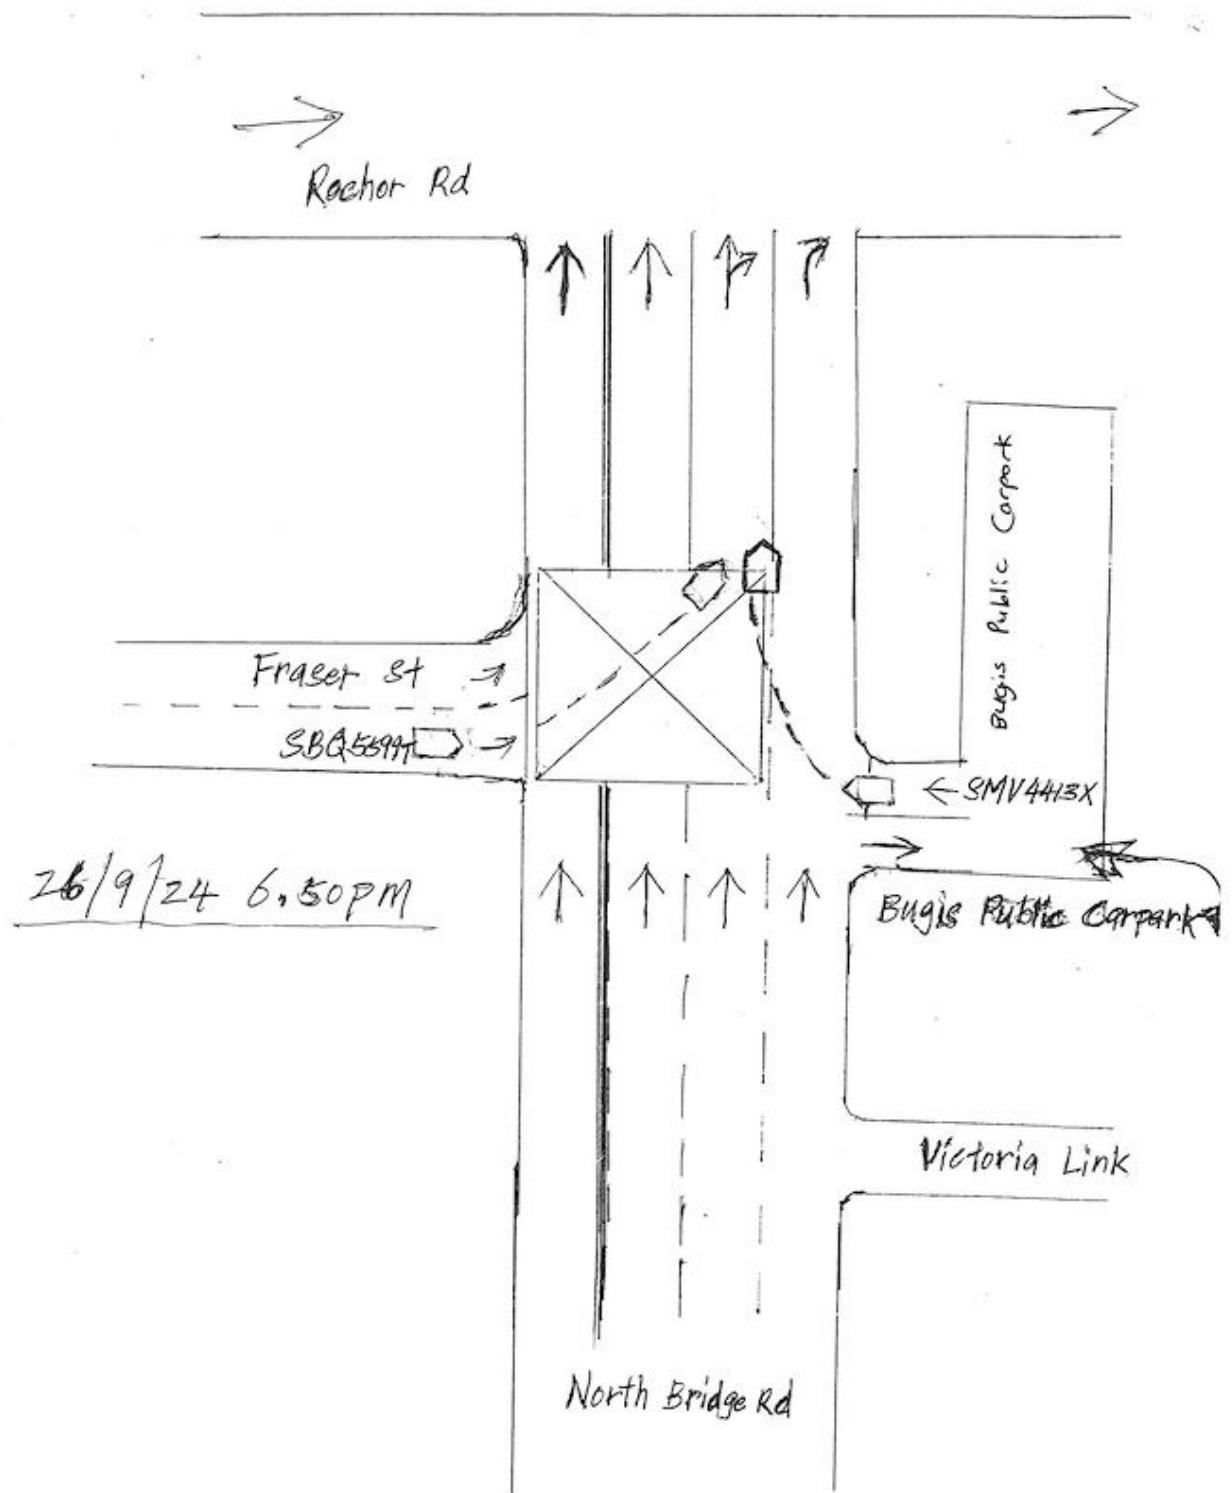 Rochor Rd
Bugis Public Carpark
Fraser St
SMV4413X
26/9/24 6.50pm
Bugis Public Carpark
Victoria Link
North Bridge Rd